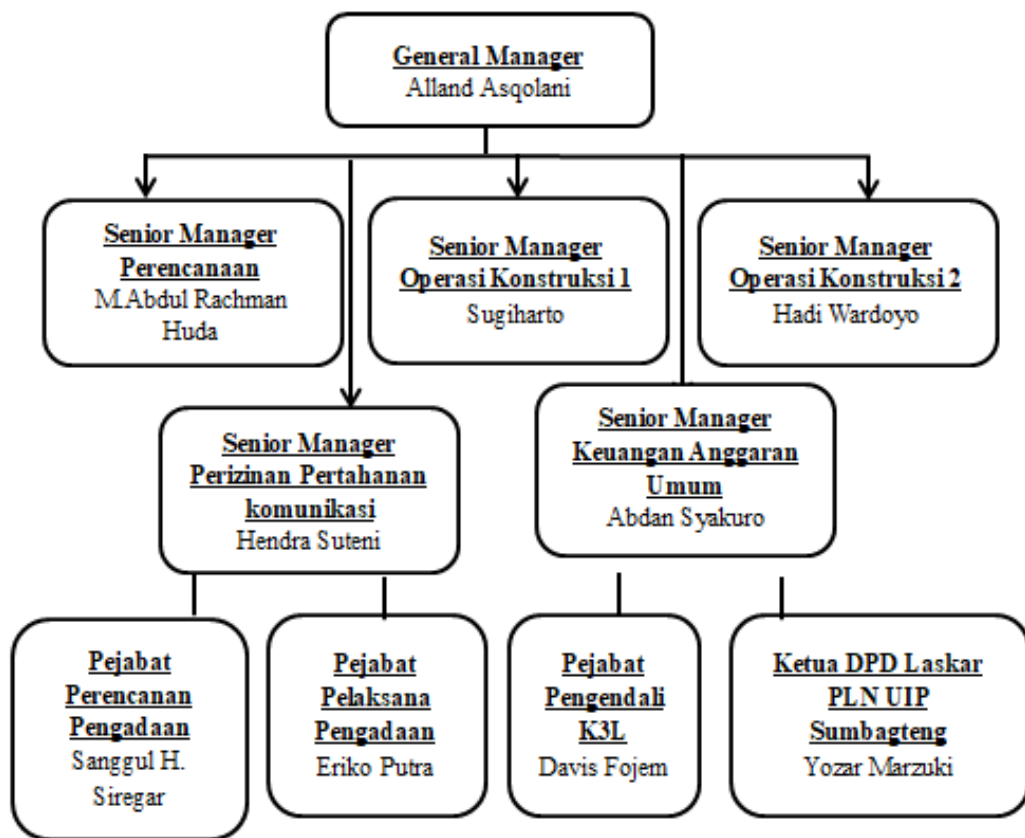 General Manager
Alland Asqolani
Senior Manager
Perencanaan
M.Abdul Rachman
Huda
Senior Manager
Operasi Konstruksi 1
Sugiharto
Senior Manager
Operasi Konstruksi 2
Hadi Wardoyo
Senior Manager
Perizinan Pertahanan
komunikasi
Hendra Suteni
Senior Manager
Keuangan Anggaran
Umum
Abdan Syakuro
Pejabat
Perencanan
Pengadaan
Sanggul H.
Siregar
Pejabat
Pelaksana
Pengadaan
Eriko Putra
Pejabat
Pengendali
K3L
Davis Fojem
Ketua DPD Laskar
PLN UIP
Sumbagteng
Yozar Marzuki